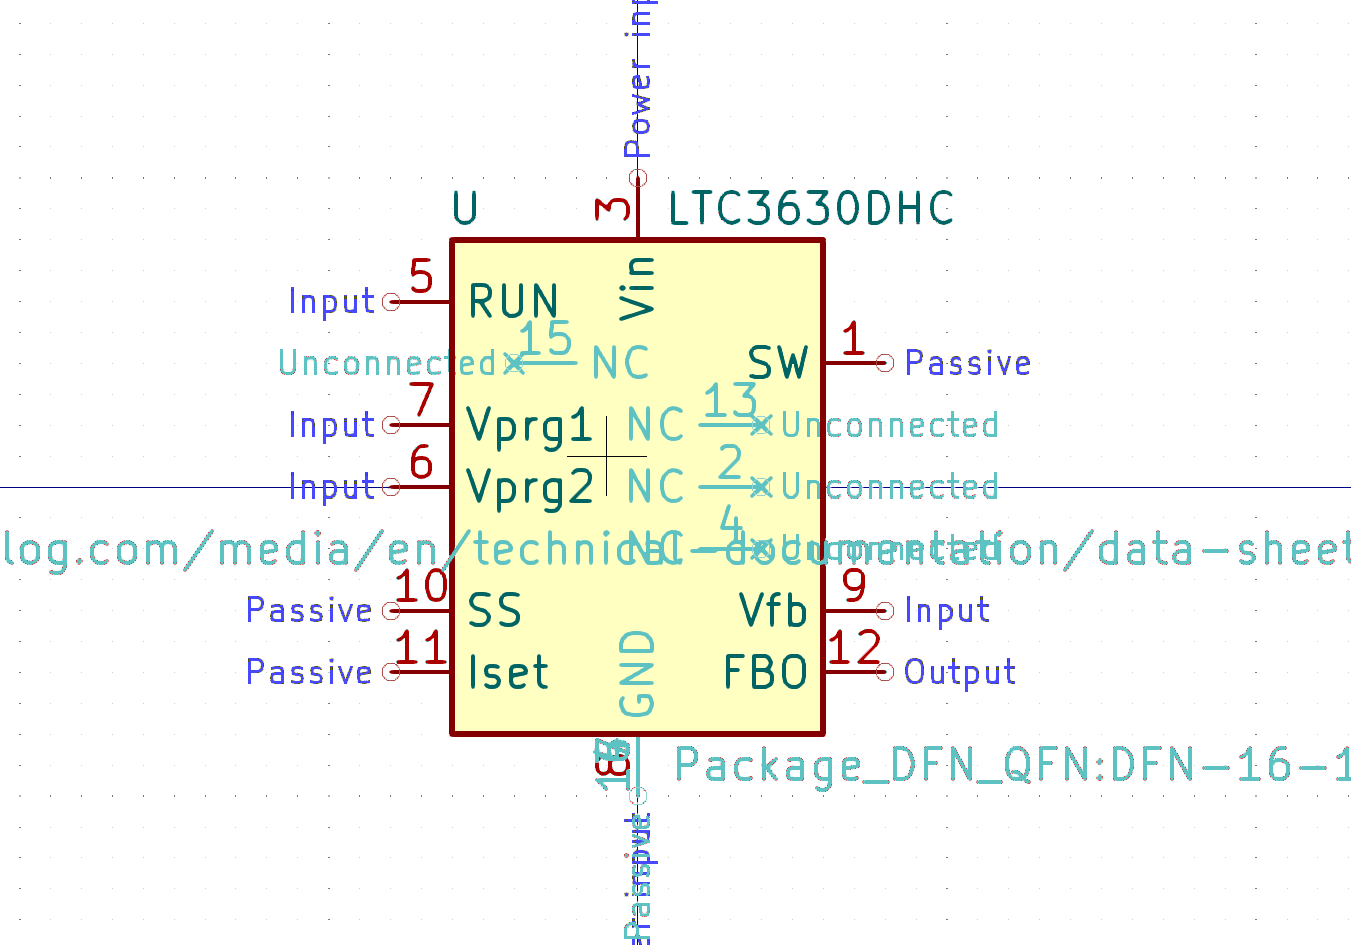 Power inp
U
3
LTC3630DHC
Vin
5
Input
RUN
15
Unconnected
NC
1
SW
Passive
7
Input
Vprg1
13
NC
Unconnected
6
Input
Vprg2
2
NC
Unconnected
4
NC
Unconnected
log.com/media/en/technical-documentation/data-sheet
10
Passive
SS
9
Vfb
Input
11
Passive
Iset
12
FBO
Output
GND
8
Package_DFN_QFN:DFN-16-1
Passive